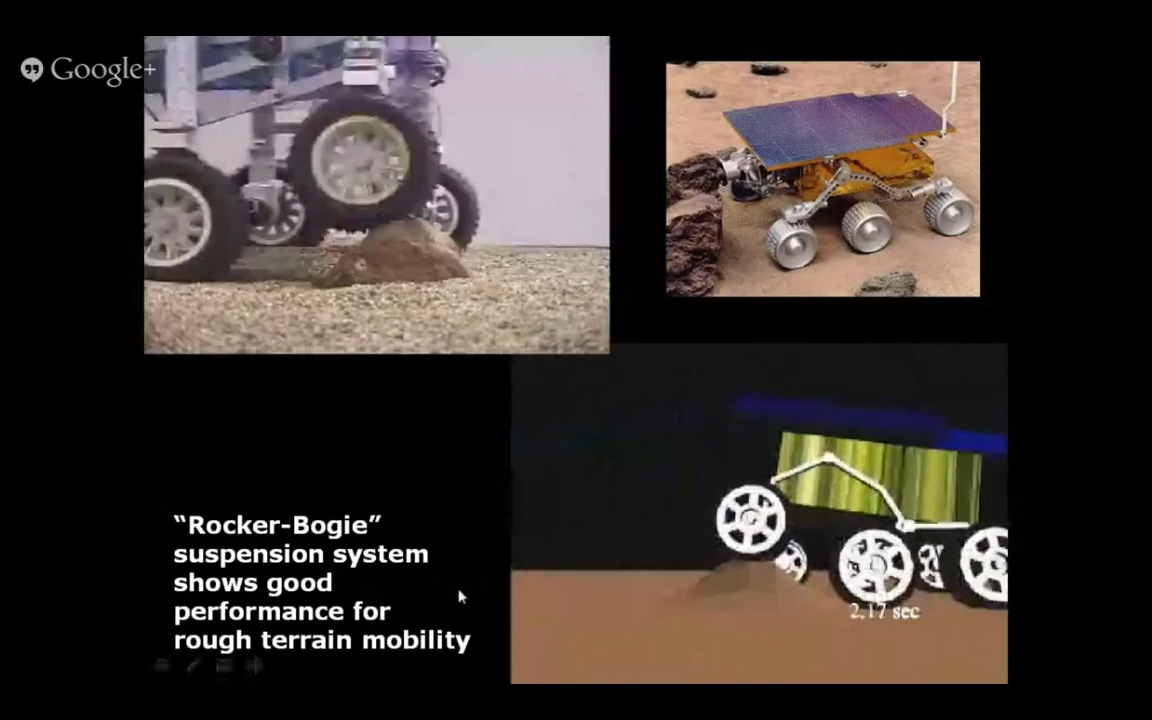 Google+
“Rocker-Bogie”
suspension system
shows good
performance for
rough terrain mobility
2.17 sec